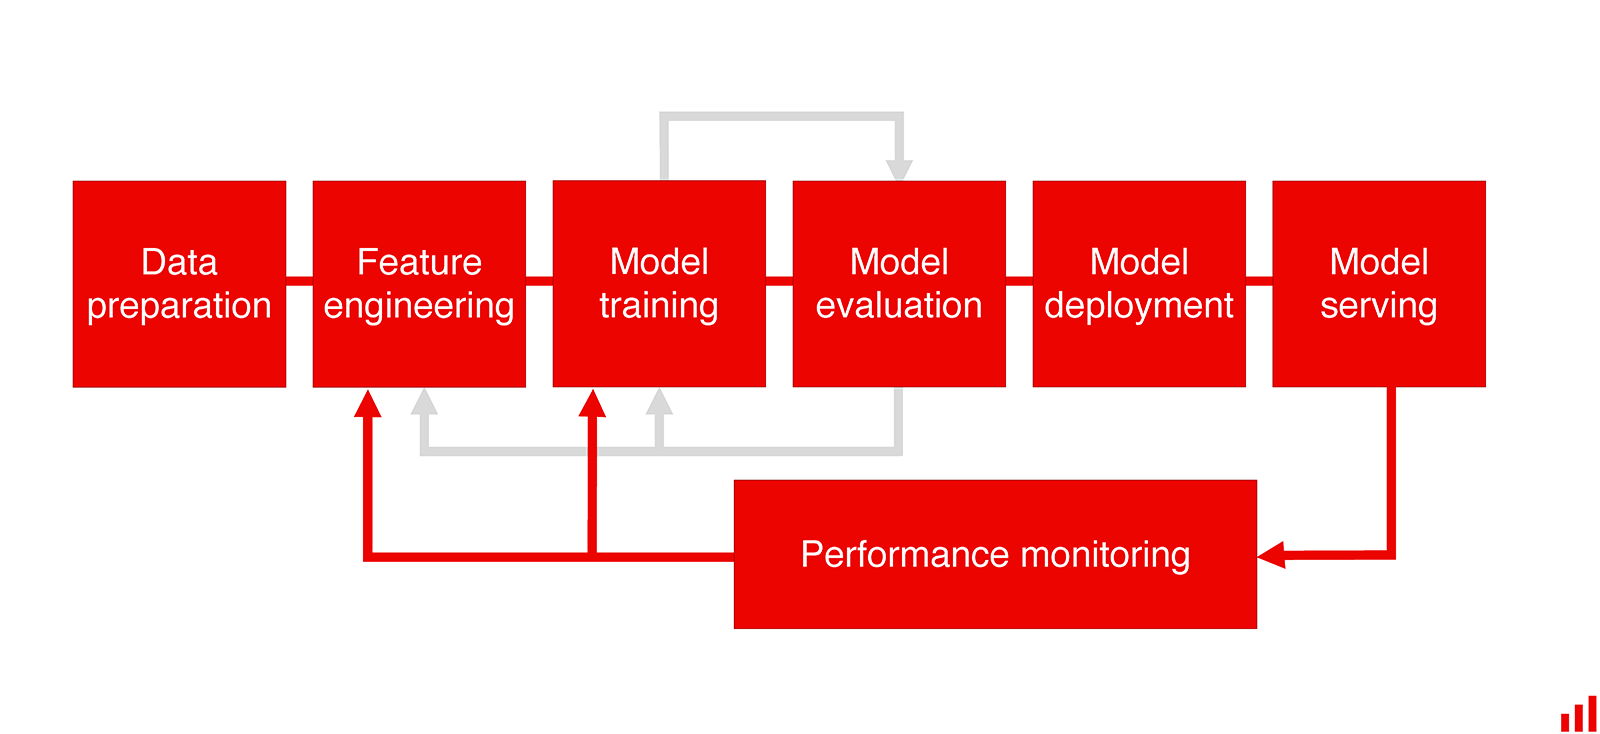 Data
preparation
Feature
engineering
Model
training
Model
evaluation
Model
deployment
Model
serving
Performance monitoring